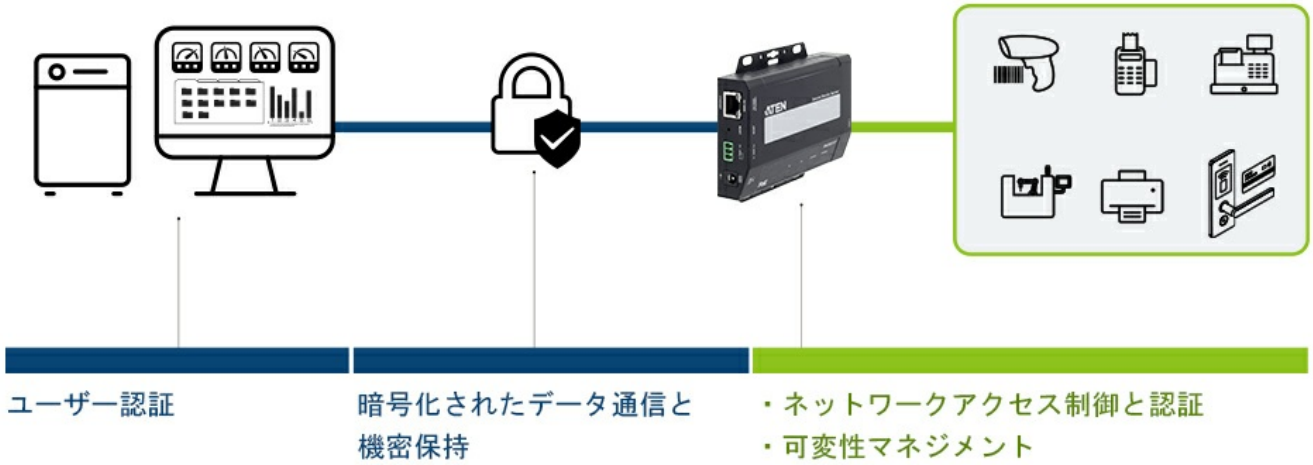 ATEN
ユーザー認証
暗号化されたデータ通信と
機密保持
・ネットワークアクセス制御と認証
・可変性マネジメント